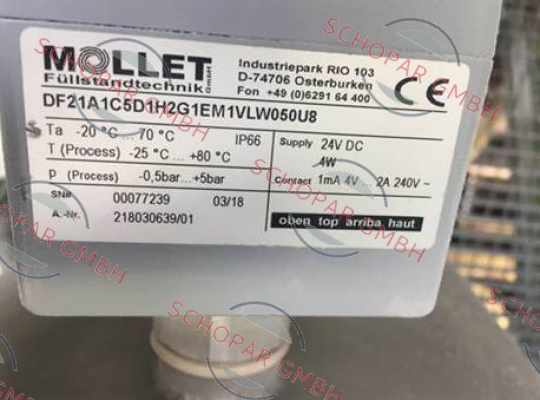 MOLLET
Füllstandtechnik GmbH
Industriepark RIO 103
D-74706 Osterburken
Fon +49 (0)6291 64 400
CE
DF21A1C5D1H2G1EM1VLW050U8
Ta -20 °C ... 70 °C IP66
T (Process) -25 °C ... +80 °C
P (Process) -0,5bar...+5bar
Supply 24V DC
4W
Contact 1mA 4V ... 2A 240V ~
SN# 00077239 03/18
A.-Nr. 218030639/01
oben top arriba haut
SCHOPAR GMBH
SCHOPAR GMBH
SCHOPAR GMBH
SCHOPAR GMBH
SCHOPAR GMBH